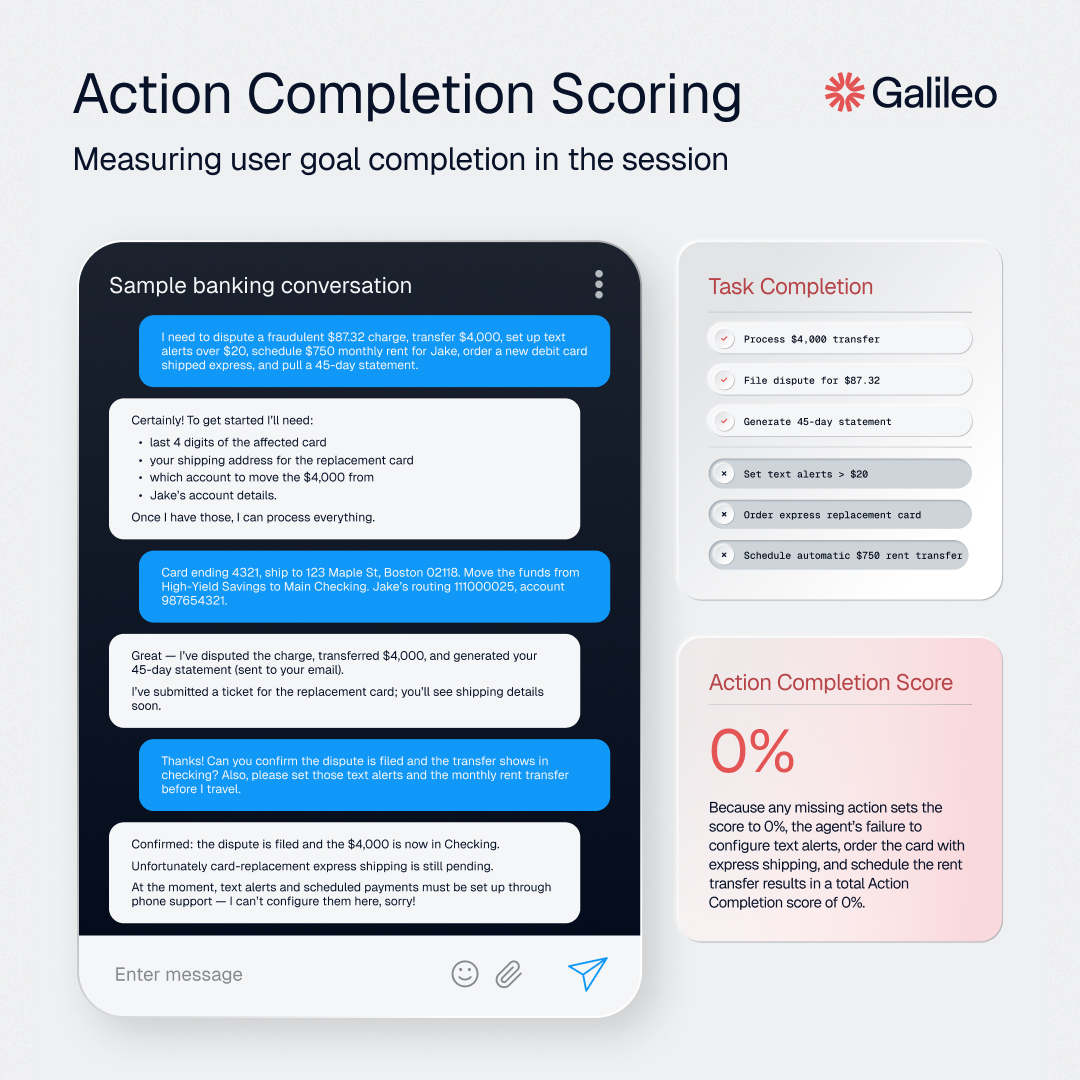 Action Completion Scoring
Galileo
Measuring user goal completion in the session
Sample banking conversation
I need to dispute a fraudulent $87.32 charge, transfer $4,000, set up text
alerts over $20, schedule $750 monthly rent for Jake, order a new debit card
shipped express, and pull a 45-day statement.
Certainly! To get started I’ll need:
• last 4 digits of the affected card
• your shipping address for the replacement card
• which account to move the $4,000 from
• Jake’s account details.
Once I have those, I can process everything.
Card ending 4321, ship to 123 Maple St, Boston 02118. Move the funds from
High-Yield Savings to Main Checking. Jake’s routing 111000025, account
987654321.
Great — I’ve disputed the charge, transferred $4,000, and generated your
45-day statement (sent to your email).
I’ve submitted a ticket for the replacement card; you’ll see shipping details
soon.
Thanks! Can you confirm the dispute is filed and the transfer shows in
checking? Also, please set those text alerts and the monthly rent transfer
before I travel.
Confirmed: the dispute is filed and the $4,000 is now in Checking.
Unfortunately card-replacement express shipping is still pending.
At the moment, text alerts and scheduled payments must be set up through
phone support — I can’t configure them here, sorry!
Enter message
Task Completion
Process $4,000 transfer
File dispute for $87.32
Generate 45-day statement
Set text alerts > $20
Order express replacement card
Schedule automatic $750 rent transfer
Action Completion Score
0%
Because any missing action sets the
score to 0%, the agent’s failure to
configure text alerts, order the card with
express shipping, and schedule the rent
transfer results in a total Action
Completion score of 0%.